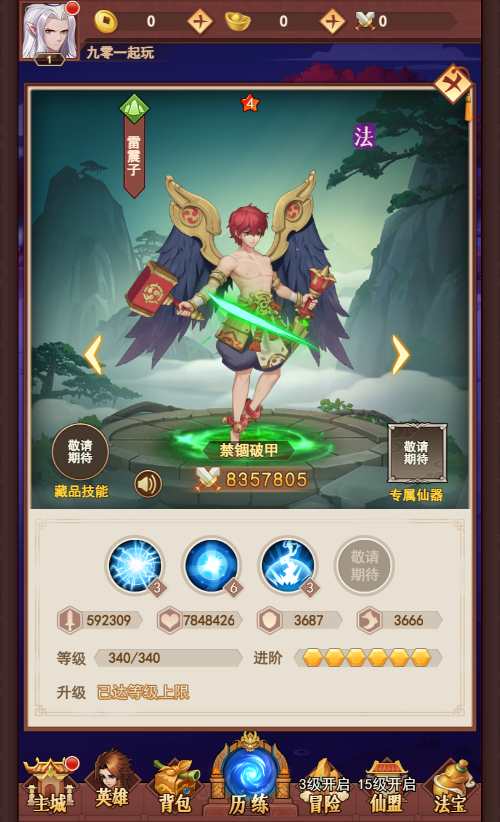 0
0
0
1
九零一起玩
4
雷震子
法
敬请
期待
藏品技能
禁锢破甲
8357805
敬请
期待
专属仙器
3
6
3
敬请
期待
592309
7848426
3687
3666
等级
340/340
进阶
升级
已达等级上限
主城
英雄
背包
历练
3级开启
冒险
15级开启
仙盟
法宝